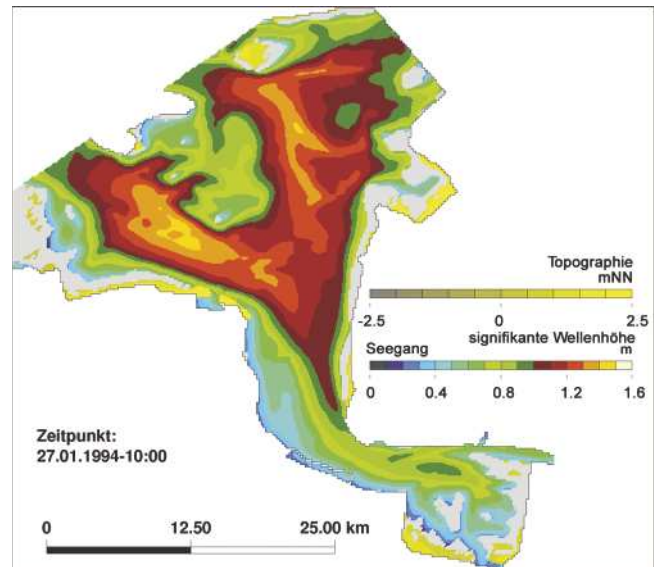 Topographie
mNN
-2.5 0 2.5
signifikante Wellenhöhe
Seegang m
0 0.4 0.8 1.2 1.6
Zeitpunkt:
27.01.1994-10:00
0 12.50 25.00 km